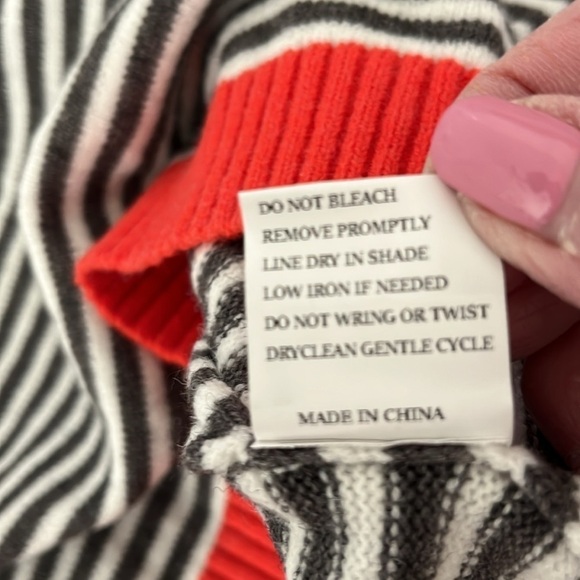 DO NOT BLEACH
REMOVE PROMPTLY
LINE DRY IN SHADE
LOW IRON IF NEEDED
DO NOT WRING OR TWIST
DRYCLEAN GENTLE CYCLE
MADE IN CHINA